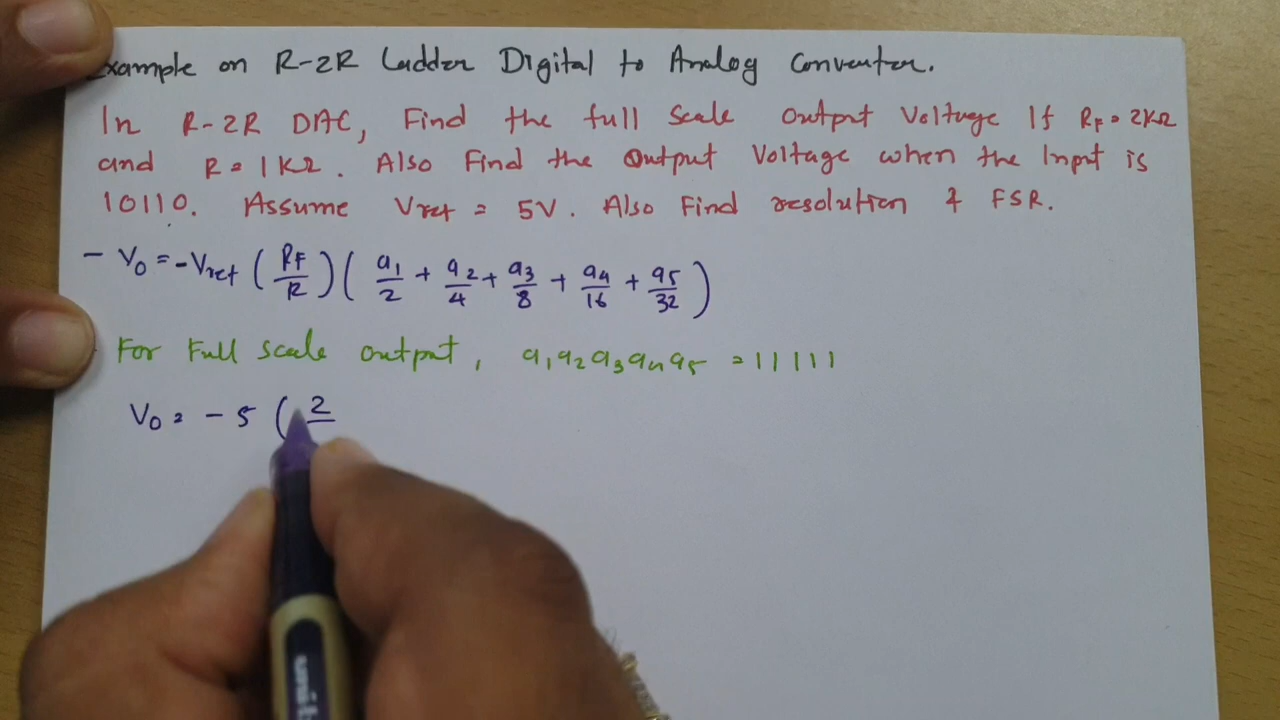 Example on R-2R Ladder Digital to Analog Converter.
In R-2R DAC, Find the full Scale Output Voltage If RF = 2KΩ
and R = 1KΩ. Also Find the Output Voltage when the Input is
10110. Assume Vref = 5V. Also Find resolution & FSR.
- V0 = -Vref (RF/R)(a1/2 + a2/4 + a3/8 + a4/16 + a5/32)
For Full Scale output, a1a2a3a4a5 = 11111
V0 = - 5 ( 2
uni